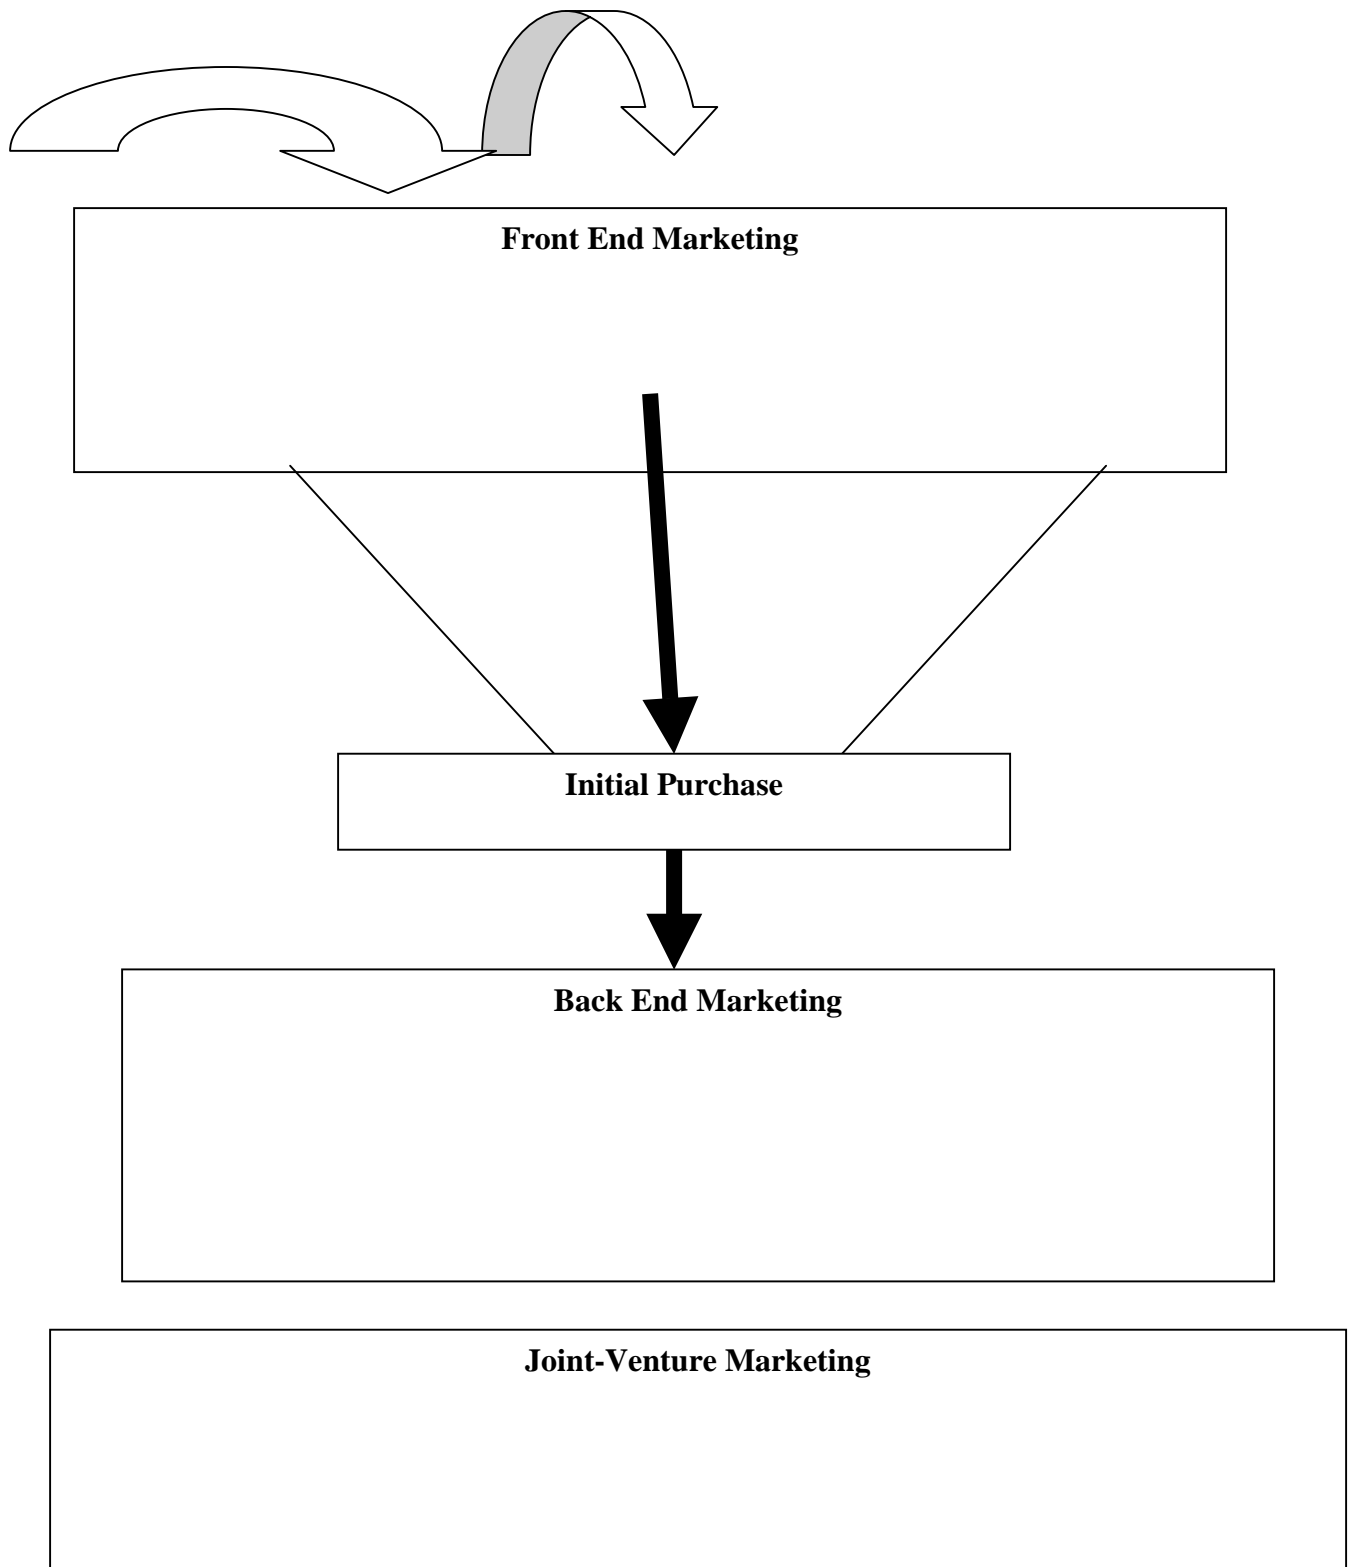 Front End Marketing
Initial Purchase
Back End Marketing
Joint-Venture Marketing